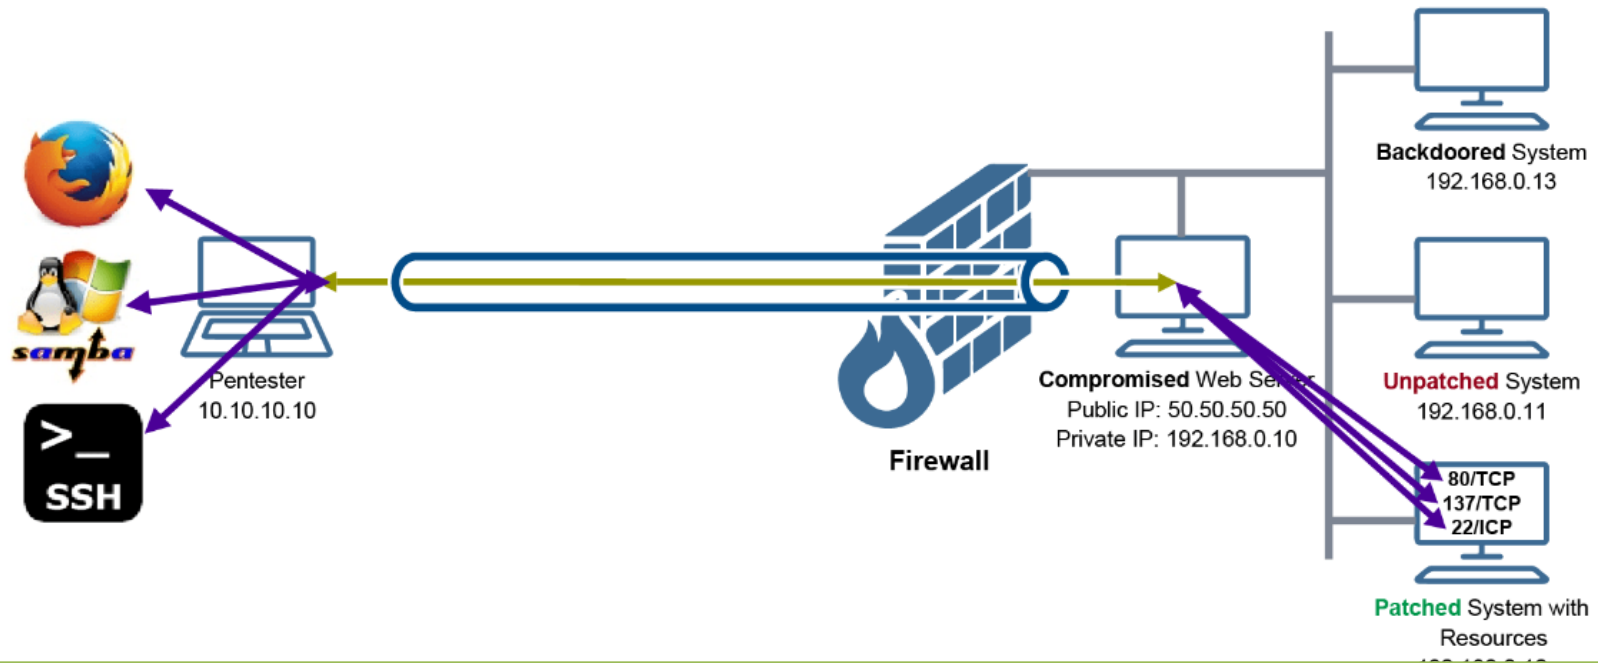 samba
>_
SSH
Pentester
10.10.10.10
Firewall
Compromised Web Server
Public IP: 50.50.50.50
Private IP: 192.168.0.10
Backdoored System
192.168.0.13
Unpatched System
192.168.0.11
80/TCP
137/TCP
22/ICP
Patched System with
Resources